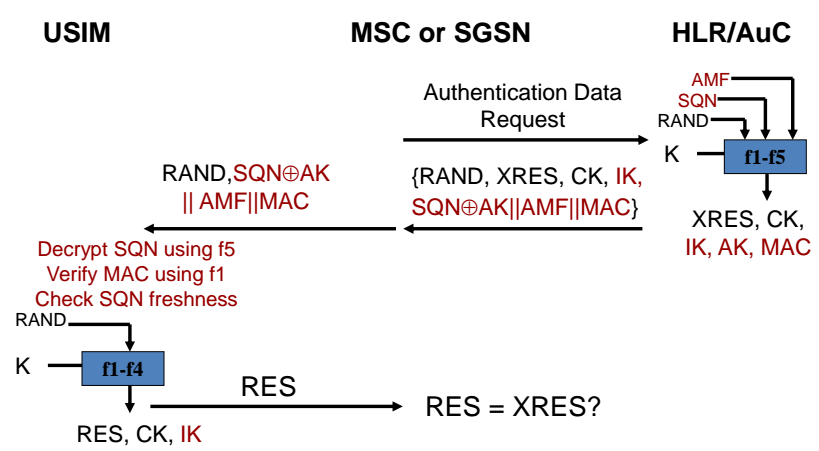 USIM
MSC or SGSN
HLR/AuC
AMF
SQN
RAND
K
f1-f5
Authentication Data
Request
RAND,SQN⊕AK
|| AMF||MAC
{RAND, XRES, CK, IK,
SQN⊕AK||AMF||MAC}
XRES, CK,
IK, AK, MAC
Decrypt SQN using f5
Verify MAC using f1
Check SQN freshness
RAND
K
f1-f4
RES
RES = XRES?
RES, CK, IK